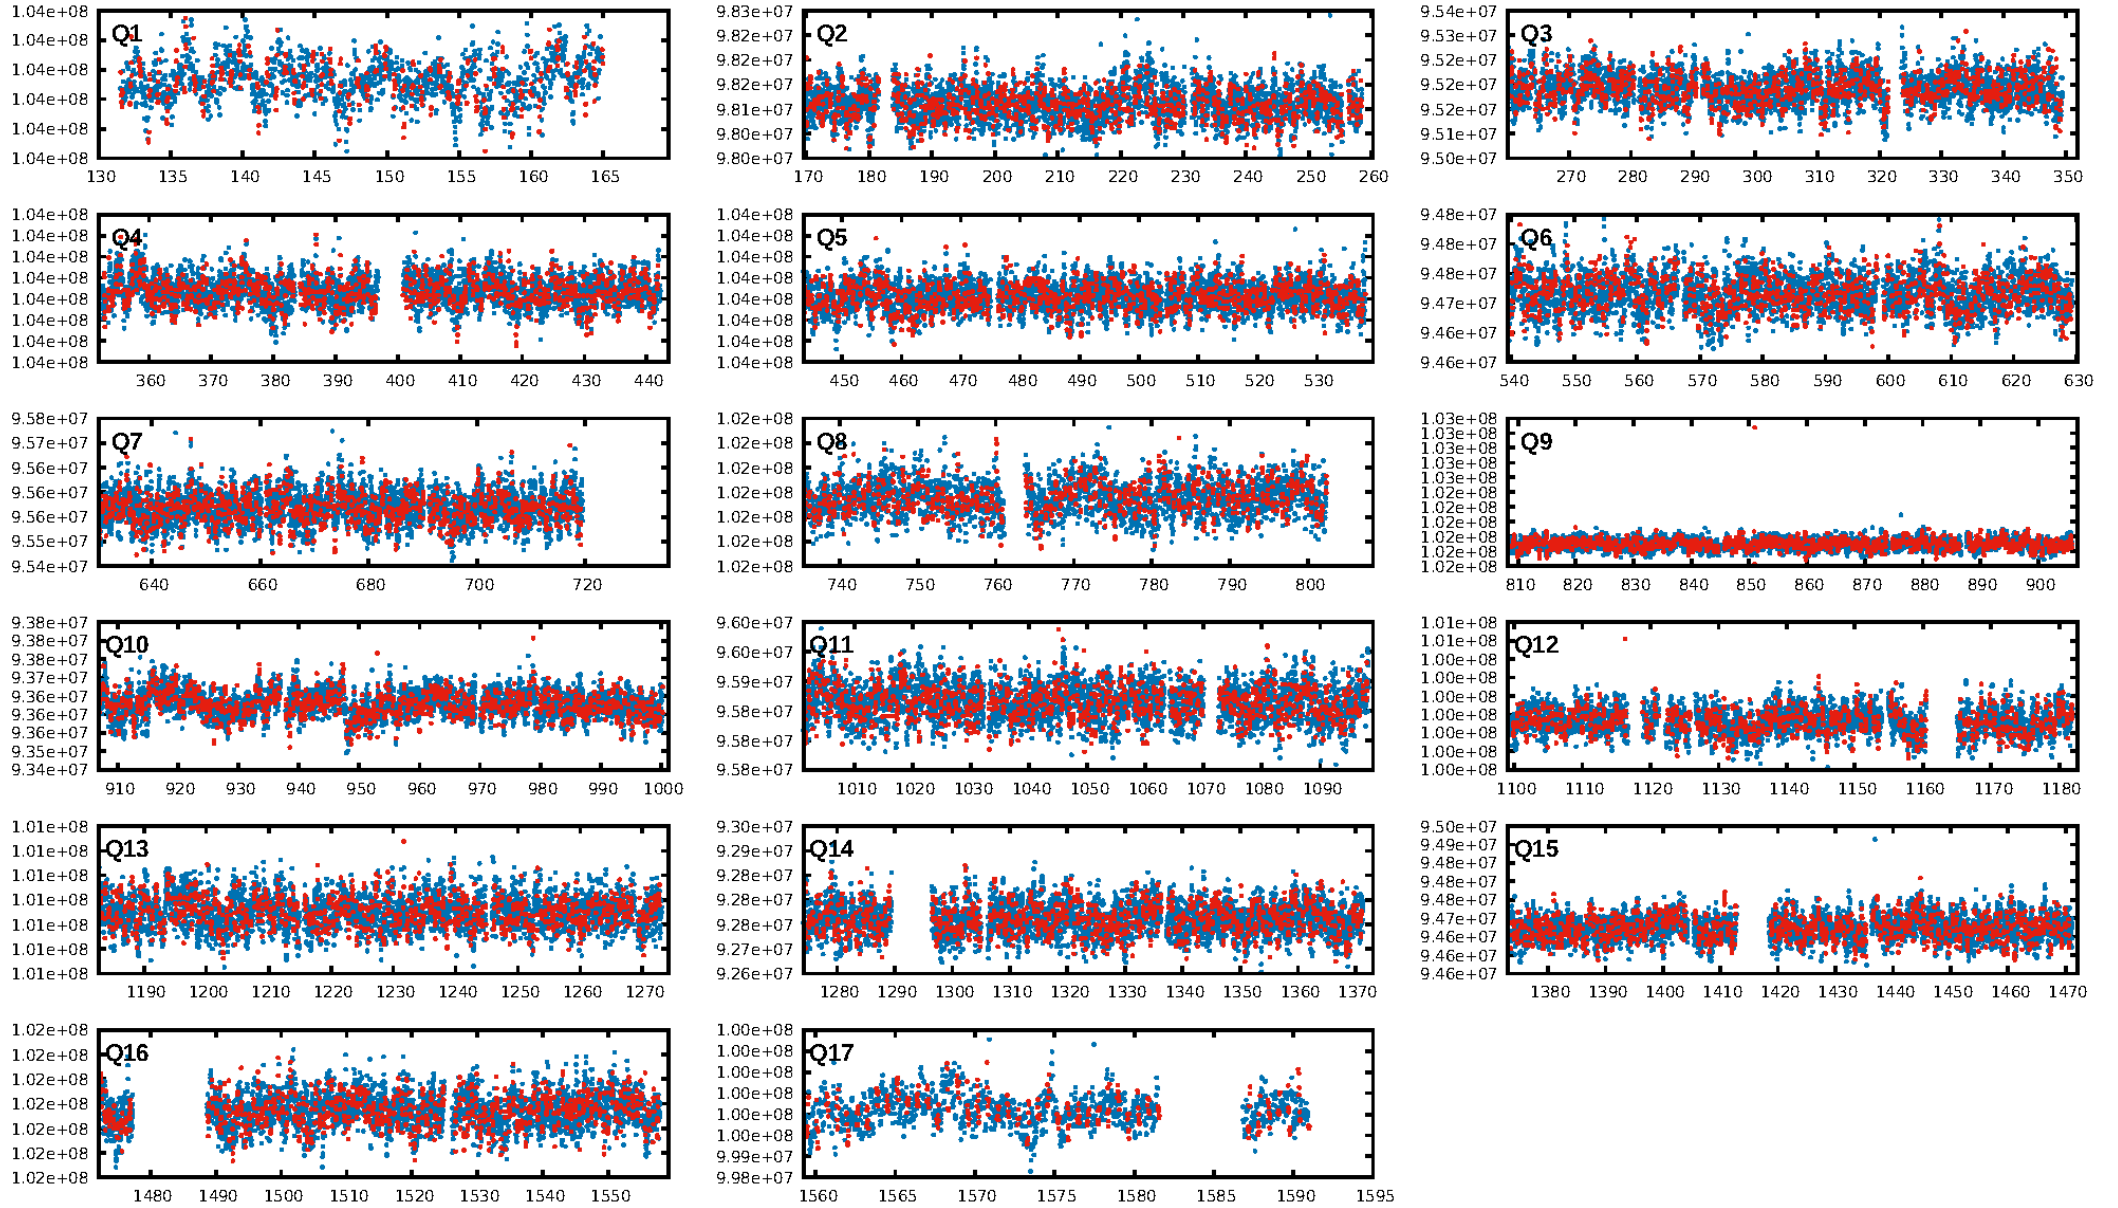 1.04e+08 1.04e+08 1.04e+08 1.04e+08 1.04e+08 1.04e+08
Q1
130 135 140 145 150 155 160 165
9.83e+07 9.82e+07 9.82e+07 9.82e+07 9.81e+07 9.80e+07 9.80e+07
Q2
170 180 190 200 210 220 230 240 250 260
9.54e+07 9.53e+07 9.52e+07 9.52e+07 9.52e+07 9.51e+07 9.50e+07
Q3
270 280 290 300 310 320 330 340 350
1.04e+08 1.04e+08 1.04e+08 1.04e+08 1.04e+08 1.04e+08 1.04e+08 1.04e+08
Q4
360 370 380 390 400 410 420 430 440
1.04e+08 1.04e+08 1.04e+08 1.04e+08 1.04e+08 1.04e+08 1.04e+08 1.04e+08
Q5
450 460 470 480 490 500 510 520 530
9.48e+07 9.48e+07 9.48e+07 9.47e+07 9.46e+07 9.46e+07
Q6
540 550 560 570 580 590 600 610 620 630
9.58e+07 9.57e+07 9.56e+07 9.56e+07 9.56e+07 9.55e+07 9.54e+07
Q7
640 660 680 700 720
1.02e+08 1.02e+08 1.02e+08 1.02e+08 1.02e+08 1.02e+08 1.02e+08
Q8
740 750 760 770 780 790 800
1.03e+08 1.03e+08 1.03e+08 1.03e+08 1.03e+08 1.02e+08 1.02e+08 1.02e+08 1.02e+08 1.02e+08 1.02e+08
Q9
810 820 830 840 850 860 870 880 890 900
9.38e+07 9.38e+07 9.38e+07 9.37e+07 9.36e+07 9.36e+07 9.36e+07 9.35e+07 9.34e+07
Q10
910 920 930 940 950 960 970 980 990 1000
9.60e+07 9.60e+07 9.59e+07 9.58e+07 9.58e+07 9.58e+07
Q11
1010 1020 1030 1040 1050 1060 1070 1080 1090
1.01e+08 1.01e+08 1.00e+08 1.00e+08 1.00e+08 1.00e+08 1.00e+08 1.00e+08 1.00e+08
Q12
1100 1110 1120 1130 1140 1150 1160 1170 1180
1.01e+08 1.01e+08 1.01e+08 1.01e+08 1.01e+08 1.01e+08 1.01e+08
Q13
1190 1200 1210 1220 1230 1240 1250 1260 1270
9.30e+07 9.29e+07 9.28e+07 9.28e+07 9.28e+07 9.27e+07 9.26e+07
Q14
1280 1290 1300 1310 1320 1330 1340 1350 1360 1370
9.50e+07 9.49e+07 9.48e+07 9.48e+07 9.48e+07 9.47e+07 9.46e+07 9.46e+07 9.46e+07
Q15
1380 1390 1400 1410 1420 1430 1440 1450 1460 1470
1.02e+08 1.02e+08 1.02e+08 1.02e+08 1.02e+08 1.02e+08 1.02e+08
Q16
1480 1490 1500 1510 1520 1530 1540 1550
1.00e+08 1.00e+08 1.00e+08 1.00e+08 1.00e+08 1.00e+08 9.99e+07 9.98e+07
Q17
1560 1565 1570 1575 1580 1585 1590 1595